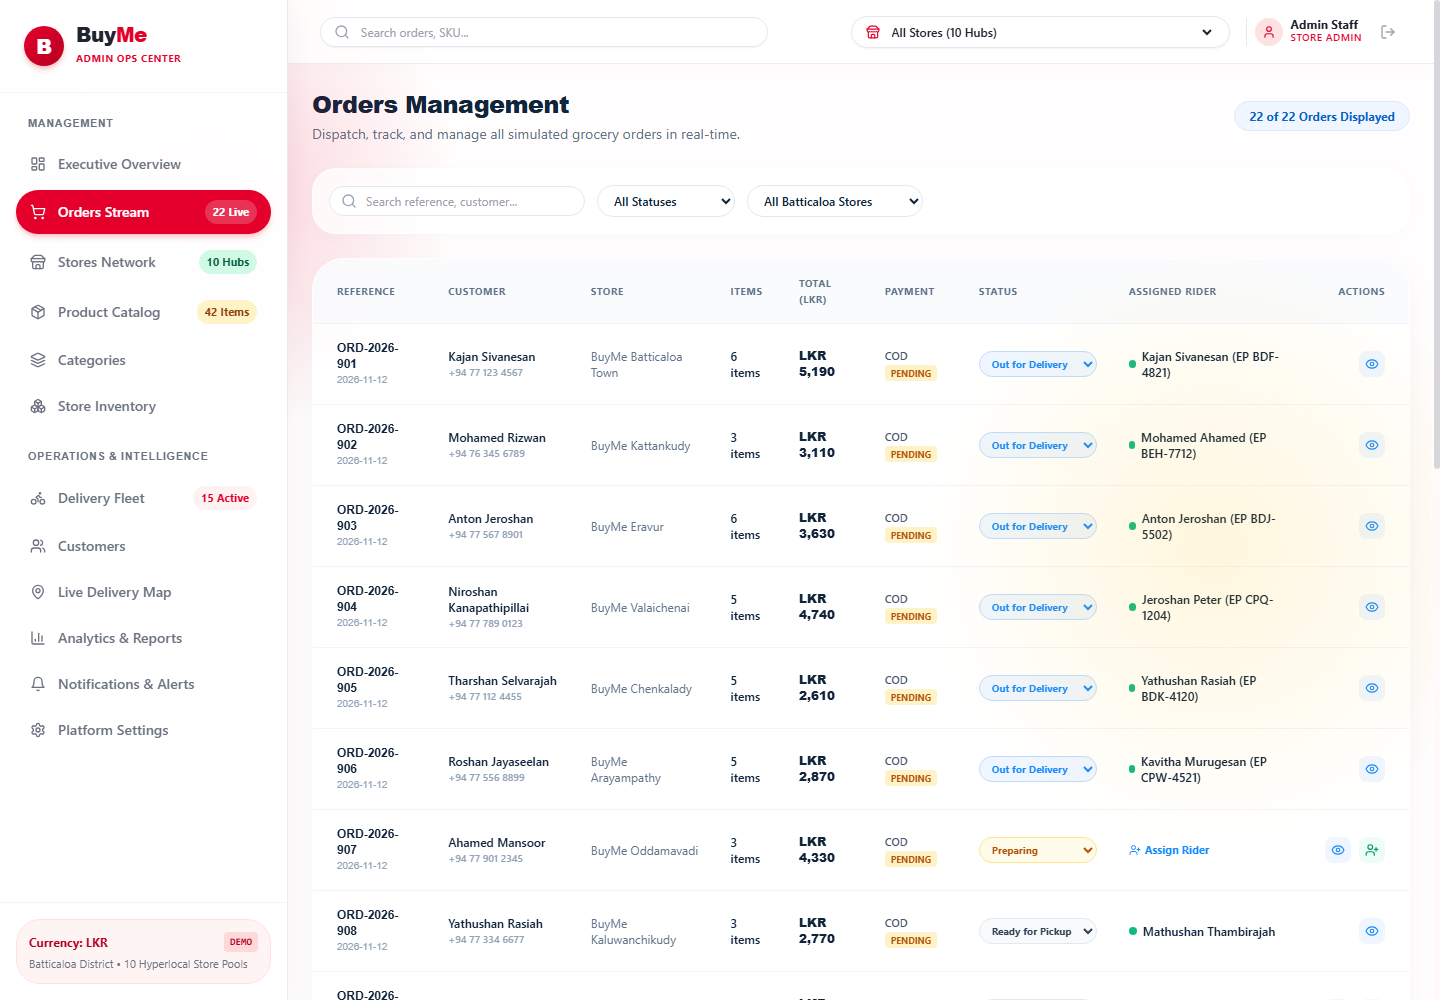 B
BuyMe
ADMIN OPS CENTER
MANAGEMENT
Executive Overview
Orders Stream
22 Live
Stores Network
10 Hubs
Product Catalog
42 Items
Categories
Store Inventory
OPERATIONS & INTELLIGENCE
Delivery Fleet
15 Active
Customers
Live Delivery Map
Analytics & Reports
Notifications & Alerts
Platform Settings
Currency: LKR
DEMO
Batticaloa District • 10 Hyperlocal Store Pools
Search orders, SKU...
All Stores (10 Hubs)
Admin Staff
STORE ADMIN
Orders Management
Dispatch, track, and manage all simulated grocery orders in real-time.
22 of 22 Orders Displayed
Search reference, customer...
All Statuses
All Batticaloa Stores
REFERENCE
CUSTOMER
STORE
ITEMS
TOTAL
(LKR)
PAYMENT
STATUS
ASSIGNED RIDER
ACTIONS
ORD-2026-
901
2026-11-12
Kajan Sivanesan
+94 77 123 4567
BuyMe Batticaloa
Town
6
items
LKR
5,190
COD
PENDING
Out for Delivery
Kajan Sivanesan (EP BDF-
4821)
ORD-2026-
902
2026-11-12
Mohamed Rizwan
+94 76 345 6789
BuyMe Kattankudy
3
items
LKR
3,110
COD
PENDING
Out for Delivery
Mohamed Ahamed (EP
BEH-7712)
ORD-2026-
903
2026-11-12
Anton Jeroshan
+94 77 567 8901
BuyMe Eravur
6
items
LKR
3,630
COD
PENDING
Out for Delivery
Anton Jeroshan (EP BDJ-
5502)
ORD-2026-
904
2026-11-12
Niroshan
Kanapathipillai
+94 77 789 0123
BuyMe Valaichenai
5
items
LKR
4,740
COD
PENDING
Out for Delivery
Jeroshan Peter (EP CPQ-
1204)
ORD-2026-
905
2026-11-12
Tharshan Selvarajah
+94 77 112 4455
BuyMe Chenkalady
5
items
LKR
2,610
COD
PENDING
Out for Delivery
Yathushan Rasiah (EP
BDK-4120)
ORD-2026-
906
2026-11-12
Roshan Jayaseelan
+94 77 556 8899
BuyMe
Arayampathy
5
items
LKR
2,870
COD
PENDING
Out for Delivery
Kavitha Murugesan (EP
CPW-4521)
ORD-2026-
907
2026-11-12
Ahamed Mansoor
+94 77 901 2345
BuyMe Oddamavadi
3
items
LKR
4,330
COD
PENDING
Preparing
Assign Rider
ORD-2026-
908
2026-11-12
Yathushan Rasiah
+94 77 334 6677
BuyMe
Kaluwanchikudy
3
items
LKR
2,770
COD
PENDING
Ready for Pickup
Mathushan Thambirajah
ORD-2026-